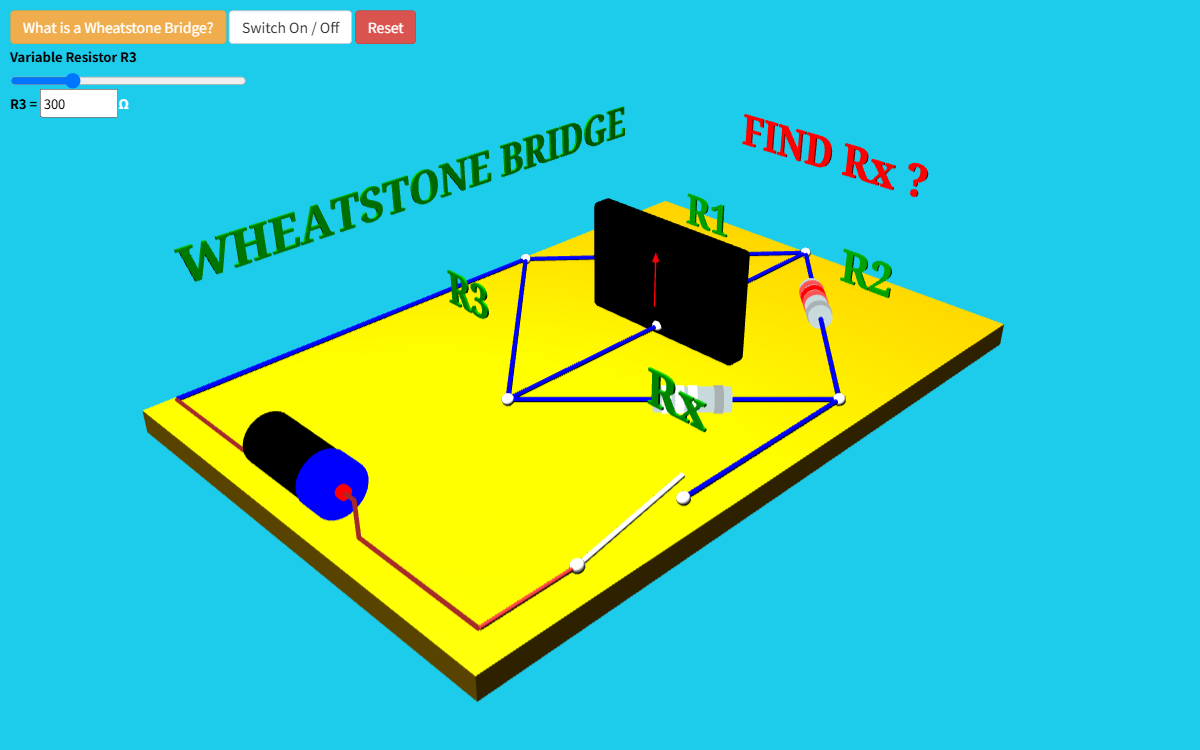 What is a Wheatstone Bridge? Switch On / Off Reset
Variable Resistor R3
R3 = 300 Ω
WHEATSTONE BRIDGE
FIND Rx ?
R1
R2
R3
Rx